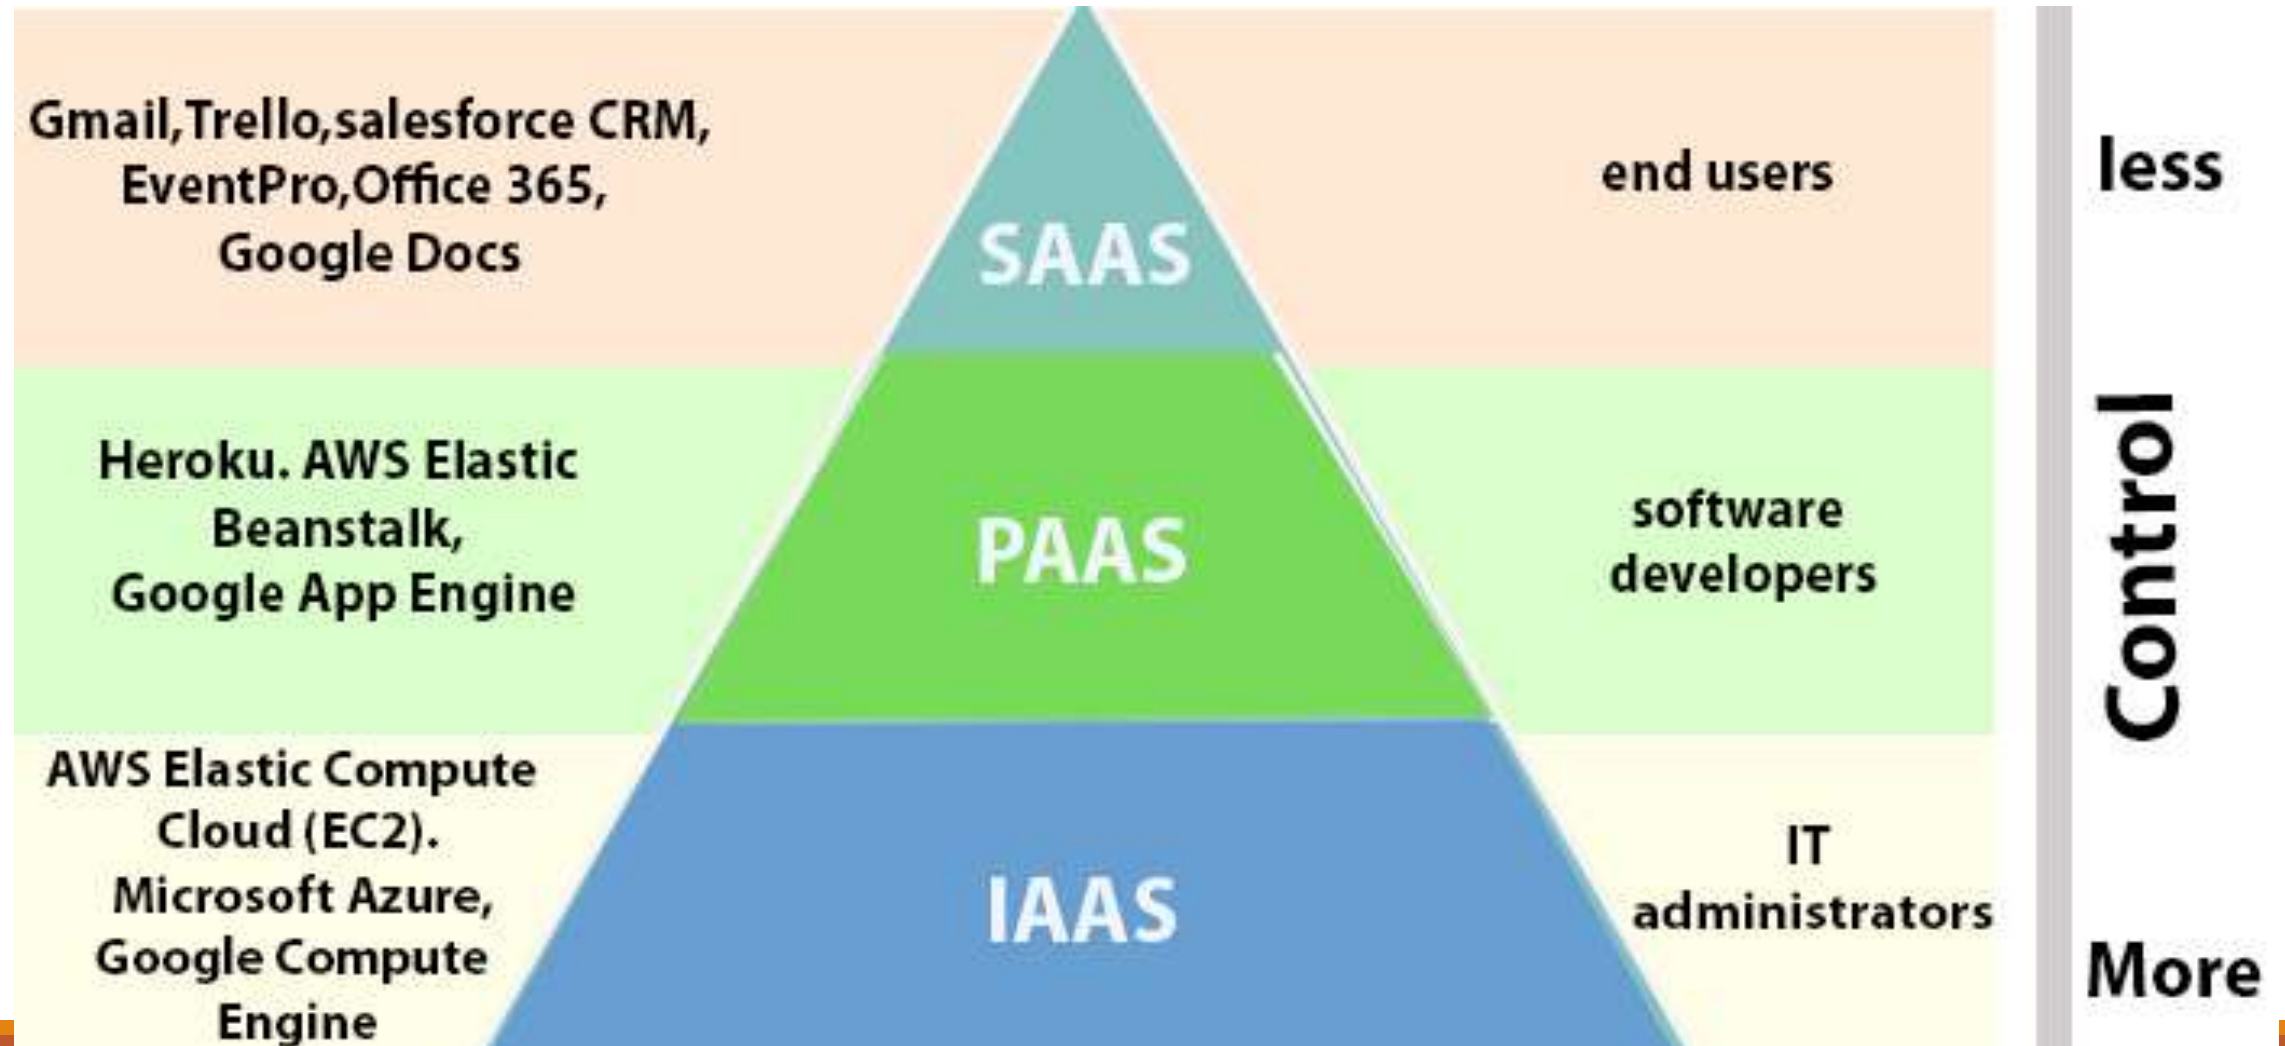 Gmail,Trello,salesforce CRM,
EventPro,Office 365,
Google Docs
SAAS
end users
less
Heroku. AWS Elastic
Beanstalk,
Google App Engine
PAAS
software
developers
Control
AWS Elastic Compute
Cloud (EC2).
Microsoft Azure,
Google Compute
Engine
IAAS
IT
administrators
More